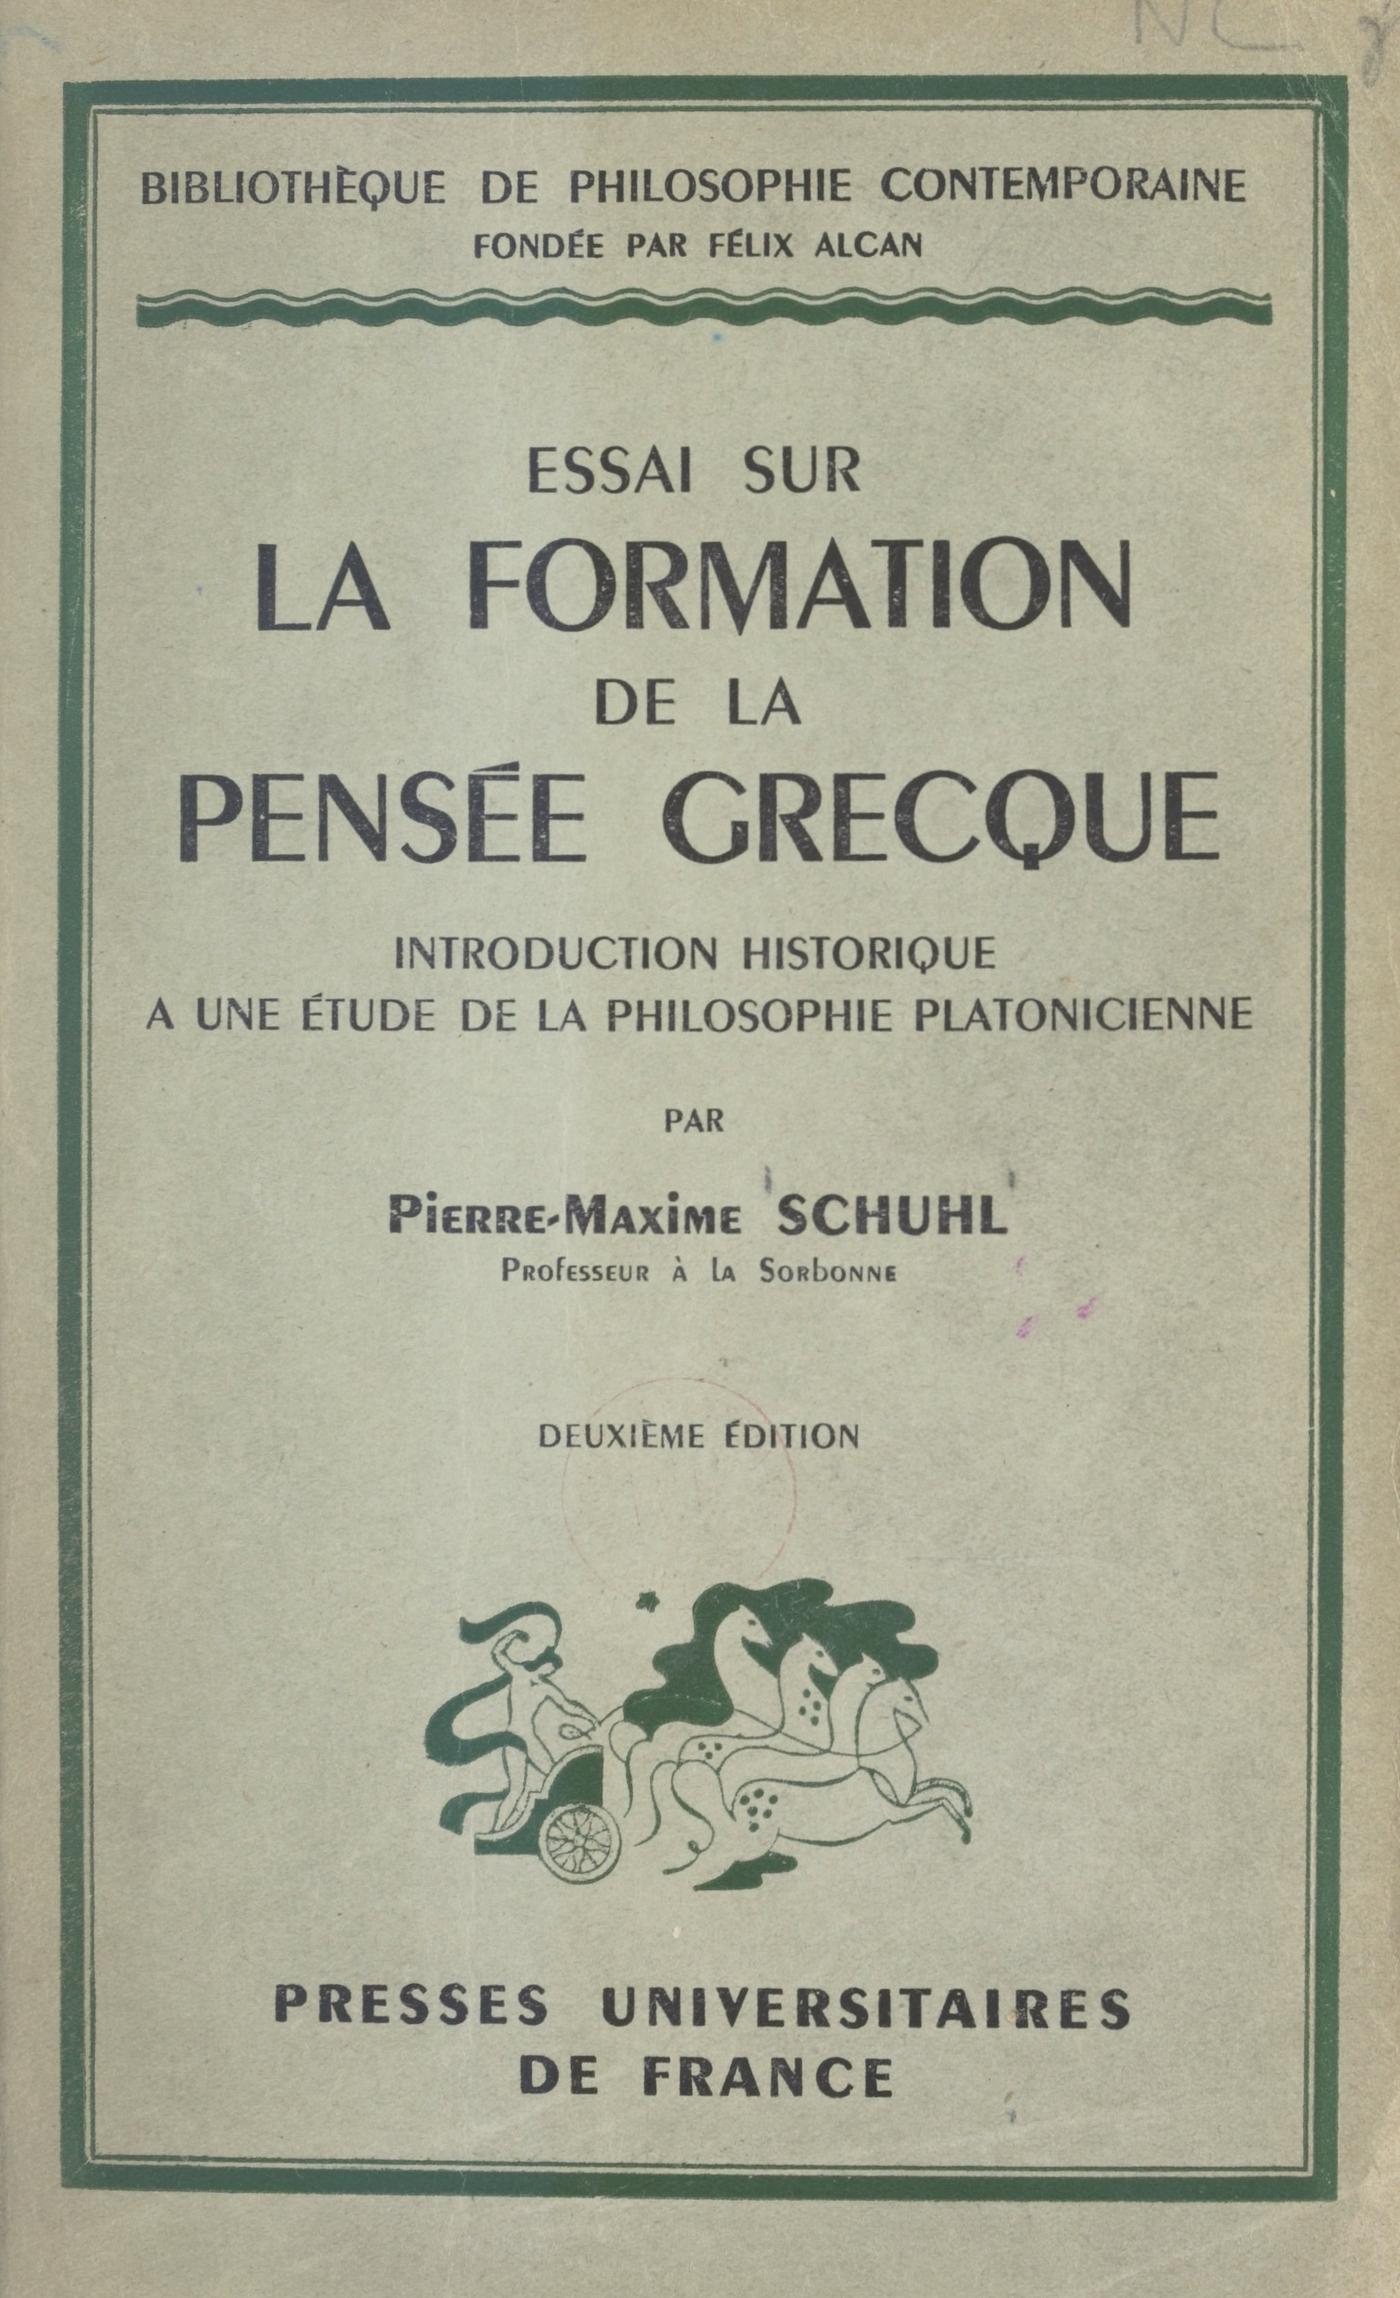 NC
BIBLIOTHÈQUE DE PHILOSOPHIE CONTEMPORAINE
FONDÉE PAR FÉLIX ALCAN
ESSAI SUR
LA FORMATION
DE LA
PENSÉE GRECQUE
INTRODUCTION HISTORIQUE
A UNE ÉTUDE DE LA PHILOSOPHIE PLATONICIENNE
PAR
PIERRE-MAXIME SCHUHL
PROFESSEUR À LA SORBONNE
DEUXIÈME ÉDITION
PRESSES UNIVERSITAIRES
DE FRANCE